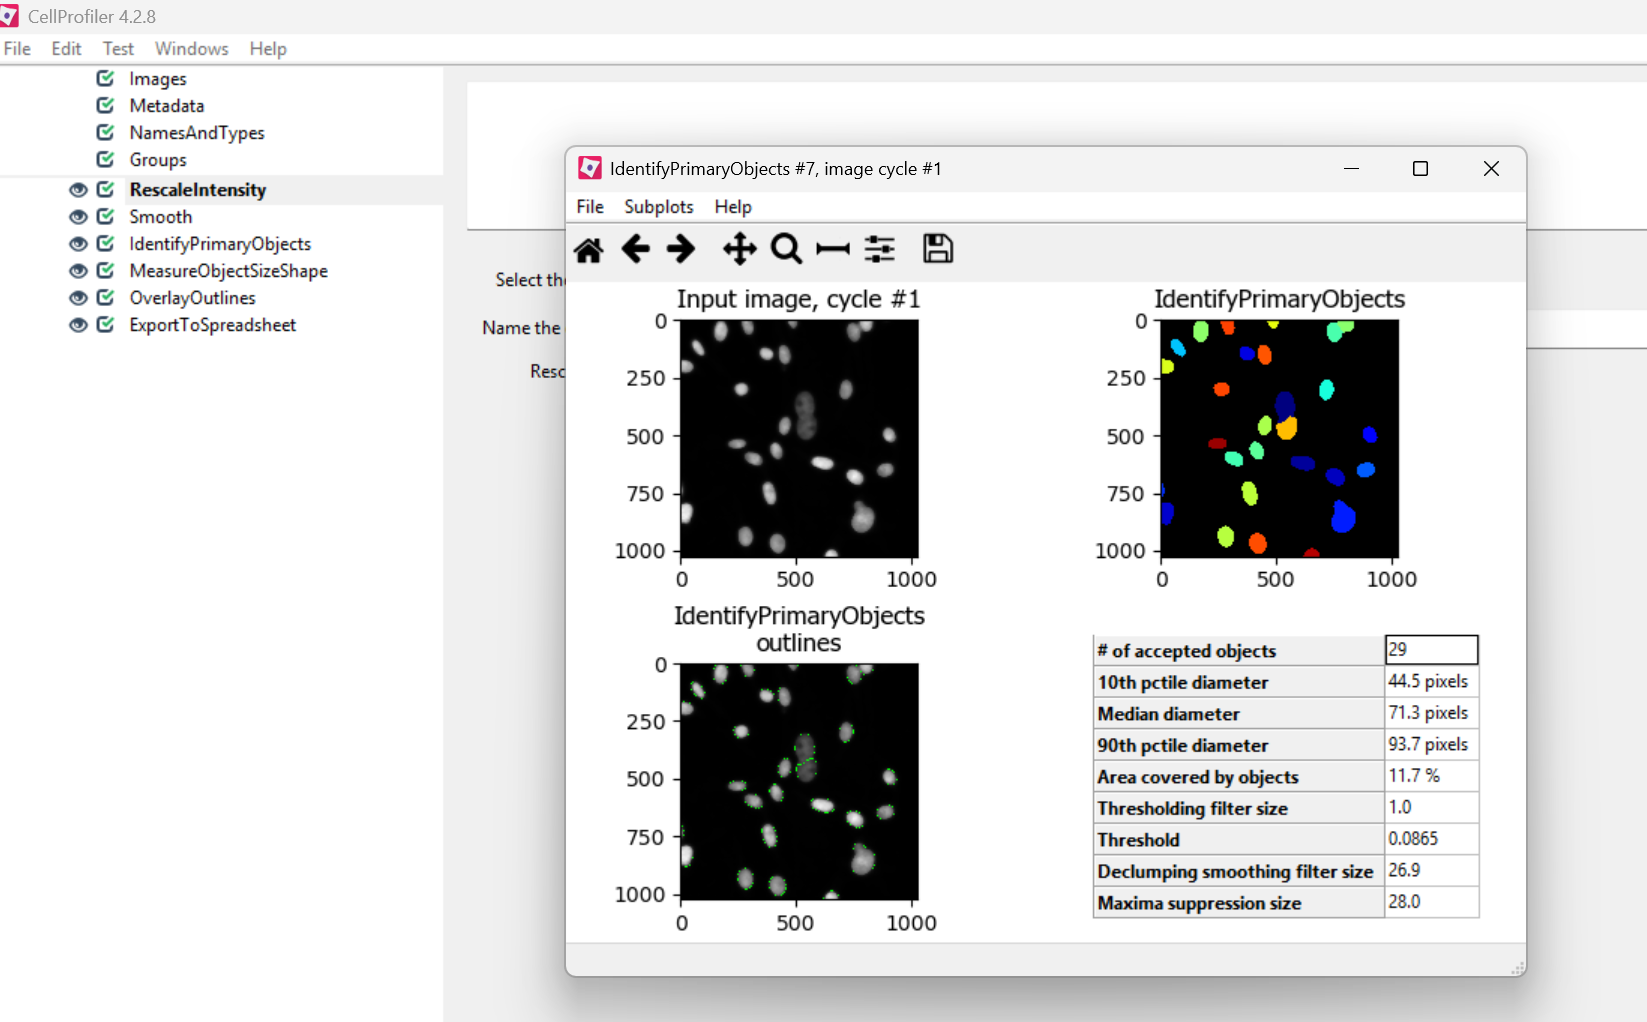 CellProfiler 4.2.8
File Edit Test Windows Help
Images
Metadata
NamesAndTypes
Groups
RescaleIntensity
Smooth
IdentifyPrimaryObjects
MeasureObjectSizeShape
OverlayOutlines
ExportToSpreadsheet
Select the
Name the
Resc
IdentifyPrimaryObjects #7, image cycle #1
File Subplots Help
Input image, cycle #1
0
250
500
750
1000
0 500 1000
IdentifyPrimaryObjects
0
250
500
750
1000
0 500 1000
IdentifyPrimaryObjects
outlines
0
250
500
750
1000
0 500 1000
# of accepted objects 29
10th pctile diameter 44.5 pixels
Median diameter 71.3 pixels
90th pctile diameter 93.7 pixels
Area covered by objects 11.7 %
Thresholding filter size 1.0
Threshold 0.0865
Declumping smoothing filter size 26.9
Maxima suppression size 28.0